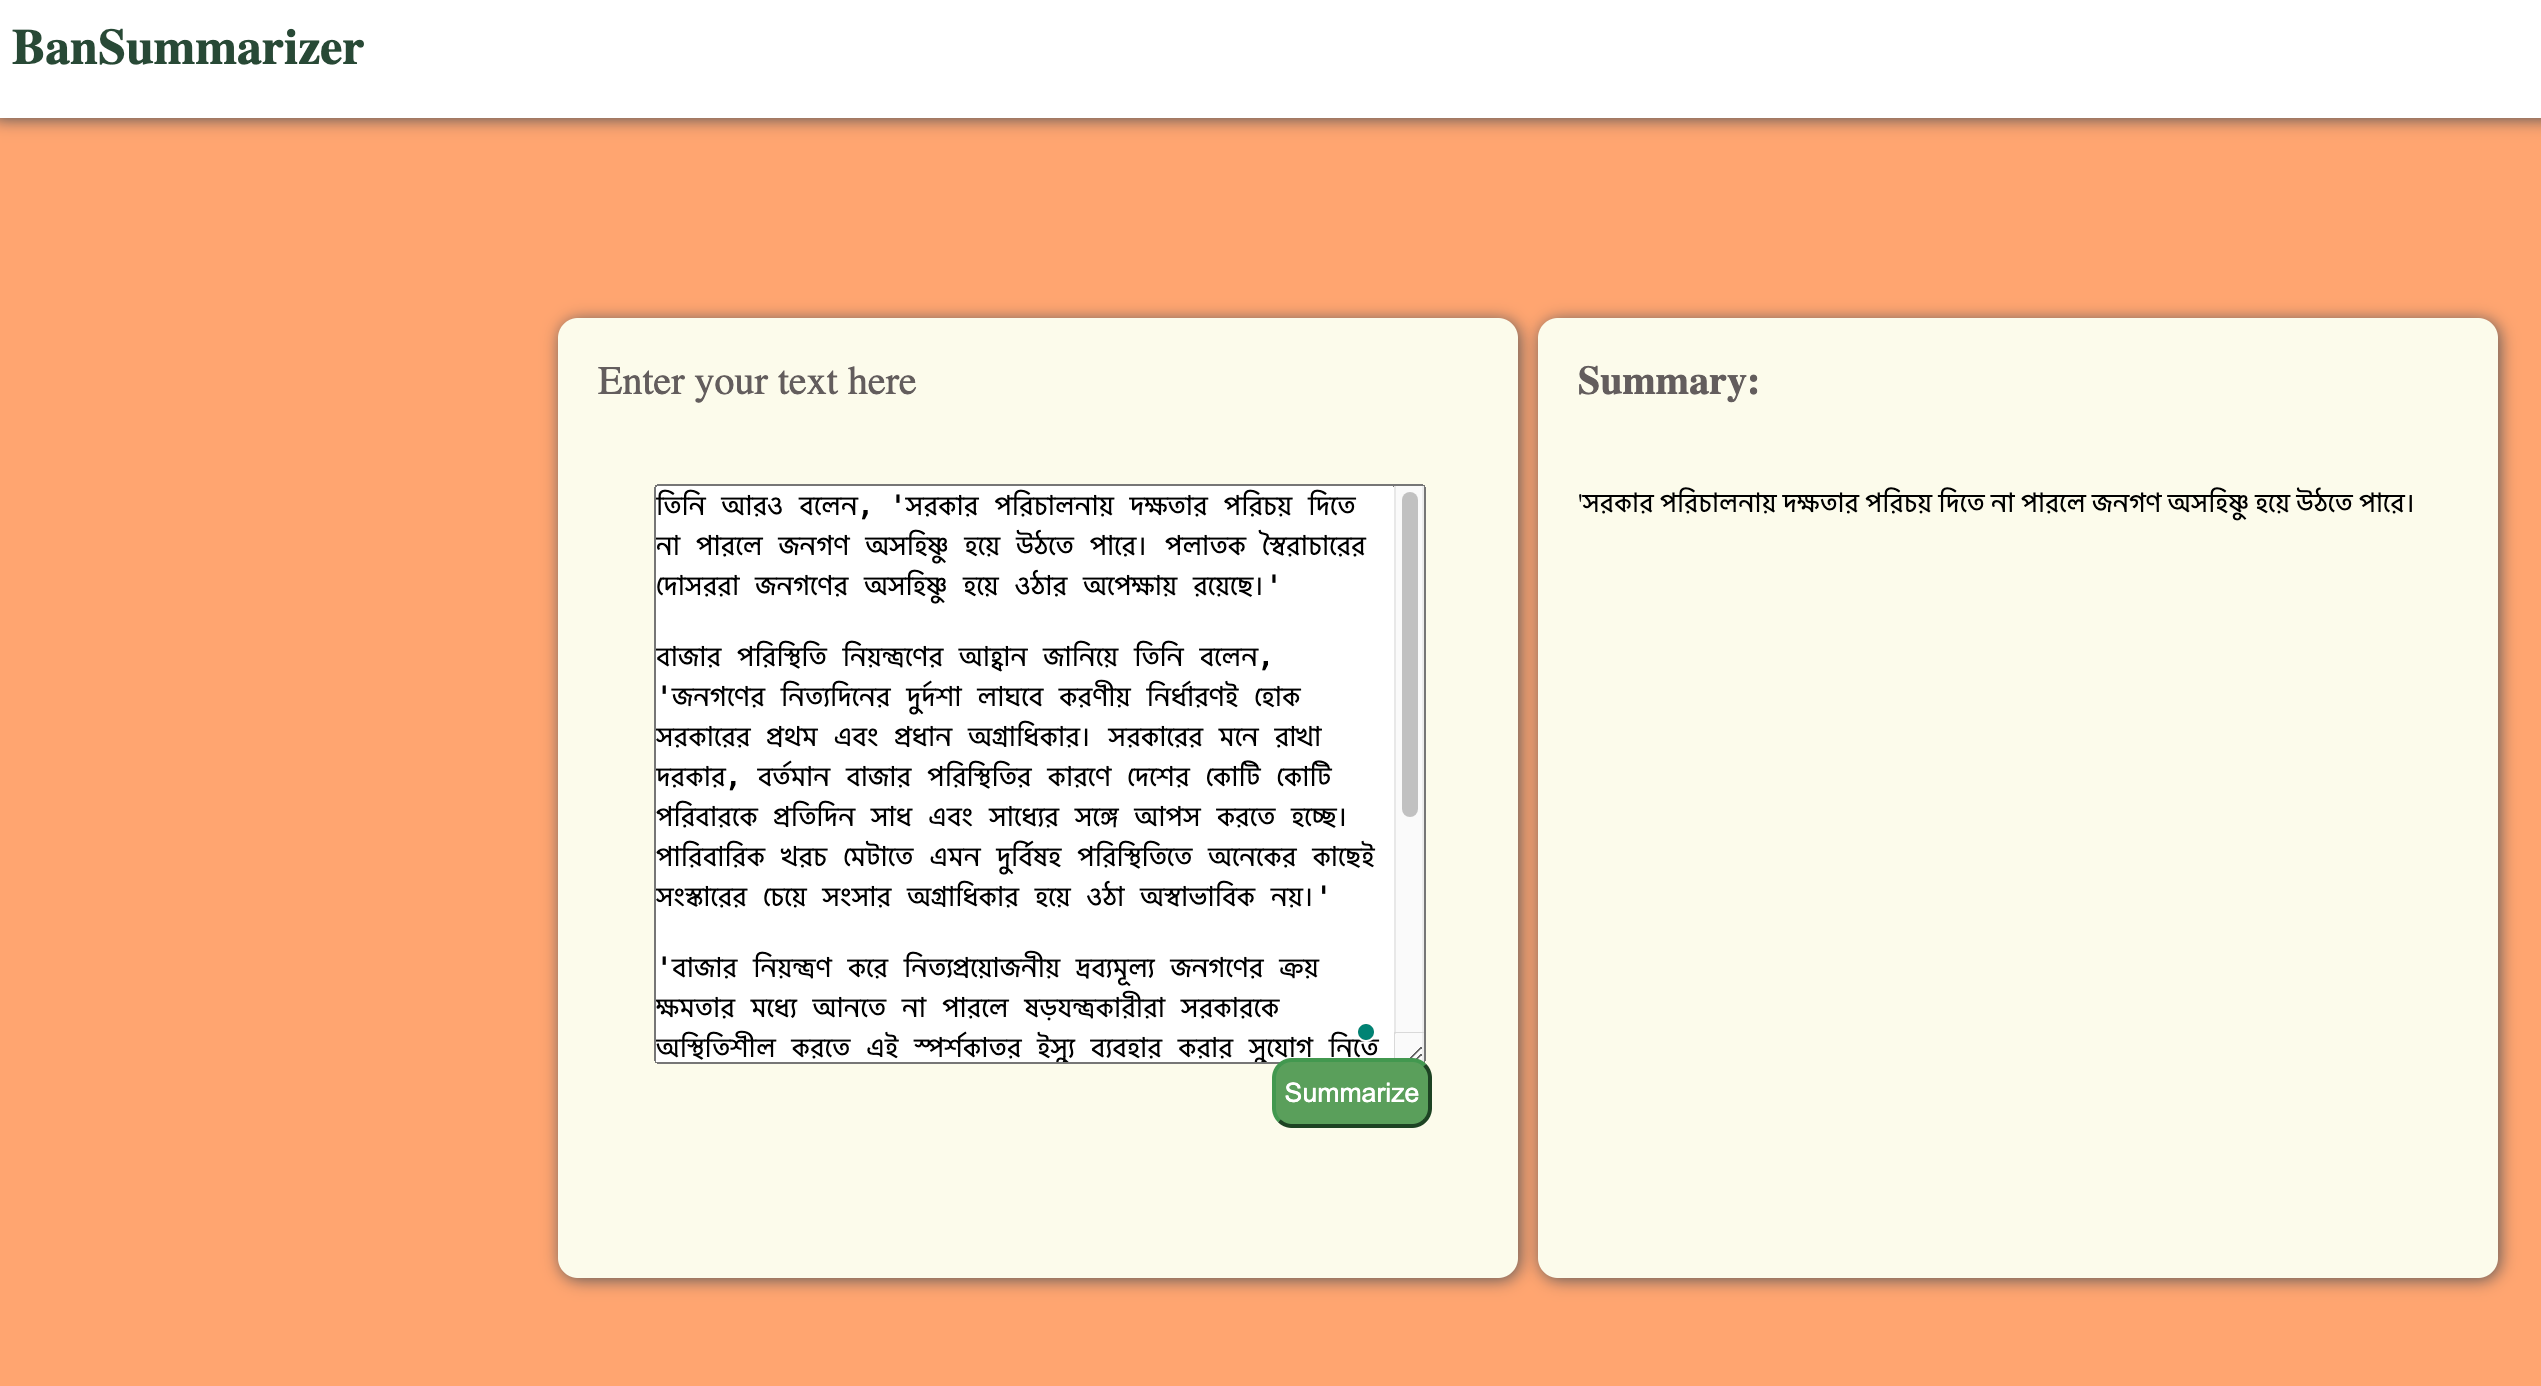 BanSummarizer
Enter your text here
তিনি আরও বলেন, 'সরকার পরিচালনায় দক্ষতার পরিচয় দিতে
না পারলে জনগণ অসহিষ্ণু হয়ে উঠতে পারে। পলাতক স্বৈরাচারের
দোসররা জনগণের অসহিষ্ণু হয়ে ওঠার অপেক্ষায় রয়েছে।'
বাজার পরিস্থিতি নিয়ন্ত্রণের আহ্বান জানিয়ে তিনি বলেন,
'জনগণের নিত্যদিনের দুর্দশা লাঘবে করণীয় নির্ধারণই হোক
সরকারের প্রথম এবং প্রধান অগ্রাধিকার। সরকারের মনে রাখা
দরকার, বর্তমান বাজার পরিস্থিতির কারণে দেশের কোটি কোটি
পরিবারকে প্রতিদিন সাধ এবং সাধ্যের সঙ্গে আপস করতে হচ্ছে।
পারিবারিক খরচ মেটাতে এমন দুর্বিষহ পরিস্থিতিতে অনেকের কাছেই
সংস্কারের চেয়ে সংসার অগ্রাধিকার হয়ে ওঠা অস্বাভাবিক নয়।'
'বাজার নিয়ন্ত্রণ করে নিত্যপ্রয়োজনীয় দ্রব্যমূল্য জনগণের ক্রয়
ক্ষমতার মধ্যে আনতে না পারলে ষড়যন্ত্রকারীরা সরকারকে
অস্থিতিশীল করতে এই স্পর্শকাতর ইস্যু ব্যবহার করার সুযোগ নিতে
Summarize
Summary:
'সরকার পরিচালনায় দক্ষতার পরিচয় দিতে না পারলে জনগণ অসহিষ্ণু হয়ে উঠতে পারে।